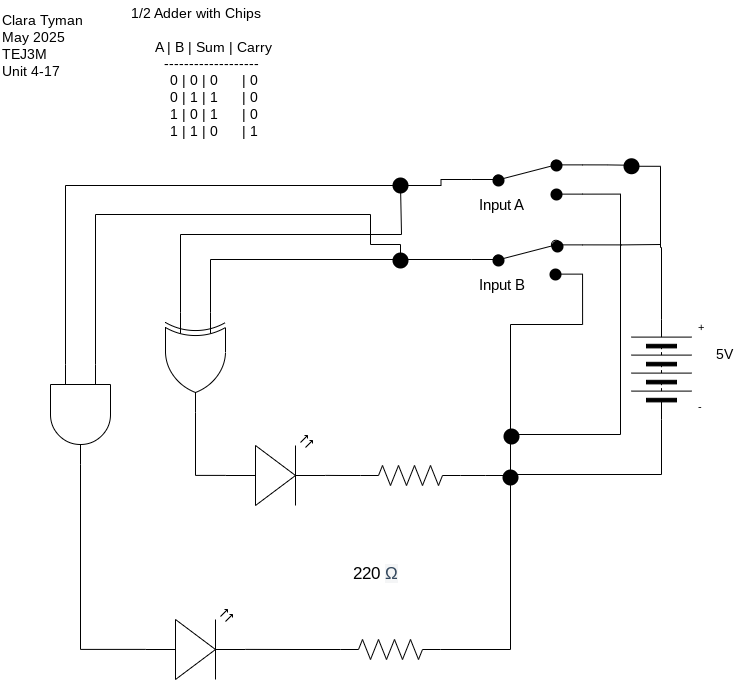 Clara Tyman
May 2025
TEJ3M
Unit 4-17
1/2 Adder with Chips
A | B | Sum | Carry
-------------------
0 | 0 | 0 | 0
0 | 1 | 1 | 0
1 | 0 | 1 | 0
1 | 1 | 0 | 1
Input A
Input B
+
5V
-
220 Ω